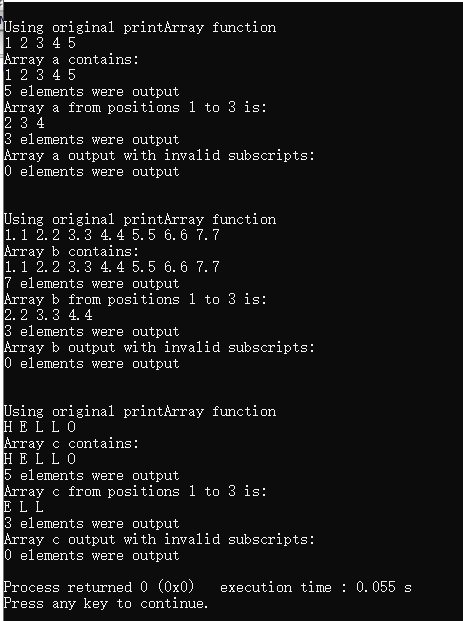 Using original printArray function
1 2 3 4 5
Array a contains:
1 2 3 4 5
5 elements were output
Array a from positions 1 to 3 is:
2 3 4
3 elements were output
Array a output with invalid subscripts:
0 elements were output
Using original printArray function
1.1 2.2 3.3 4.4 5.5 6.6 7.7
Array b contains:
1.1 2.2 3.3 4.4 5.5 6.6 7.7
7 elements were output
Array b from positions 1 to 3 is:
2.2 3.3 4.4
3 elements were output
Array b output with invalid subscripts:
0 elements were output
Using original printArray function
H E L L O
Array c contains:
H E L L O
5 elements were output
Array c from positions 1 to 3 is:
E L L
3 elements were output
Array c output with invalid subscripts:
0 elements were output
Process returned 0 (0x0)   execution time : 0.055 s
Press any key to continue.